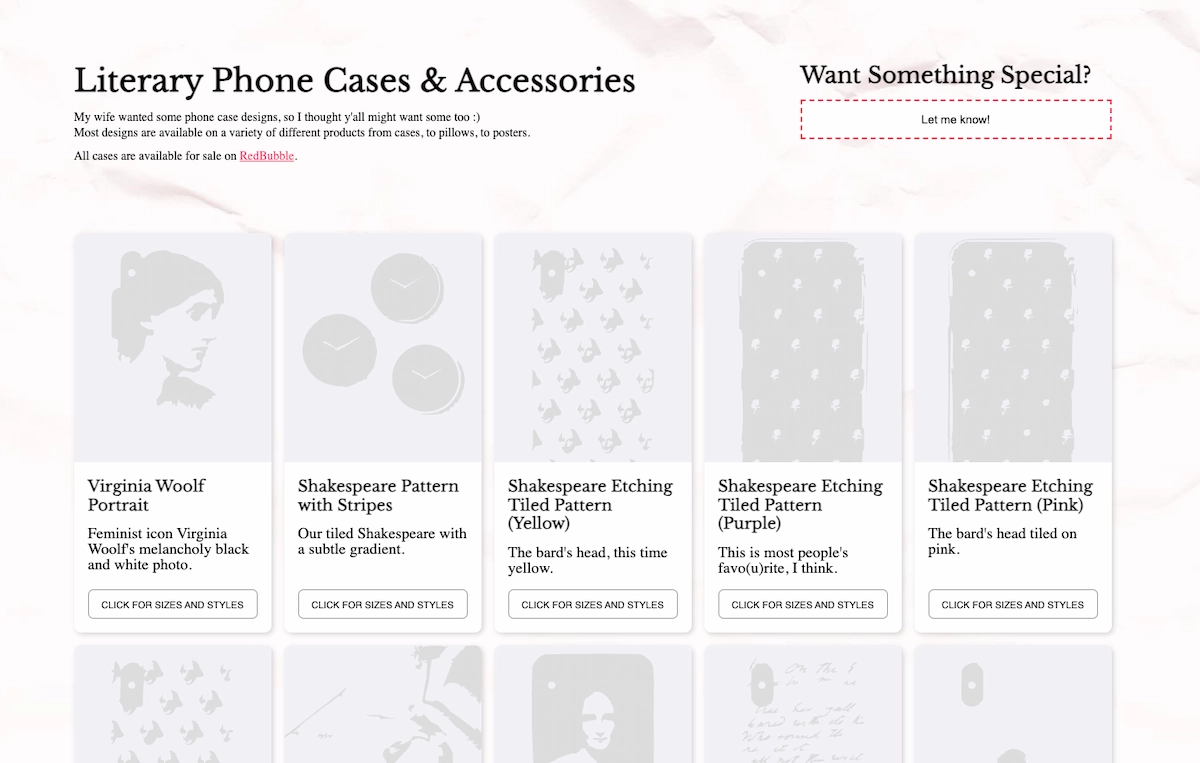 Literary Phone Cases & Accessories
My wife wanted some phone case designs, so I thought y'all might want some too :)
Most designs are available on a variety of different products from cases, to pillows, to posters.
All cases are available for sale on RedBubble.
Want Something Special?
Let me know!
Virginia Woolf
Portrait
Feminist icon Virginia
Woolf's melancholy black
and white photo.
CLICK FOR SIZES AND STYLES
Shakespeare Pattern
with Stripes
Our tiled Shakespeare with
a subtle gradient.
CLICK FOR SIZES AND STYLES
Shakespeare Etching
Tiled Pattern
(Yellow)
The bard's head, this time
yellow.
CLICK FOR SIZES AND STYLES
Shakespeare Etching
Tiled Pattern
(Purple)
This is most people's
favo(u)rite, I think.
CLICK FOR SIZES AND STYLES
Shakespeare Etching
Tiled Pattern (Pink)
The bard's head tiled on
pink.
CLICK FOR SIZES AND STYLES
On the